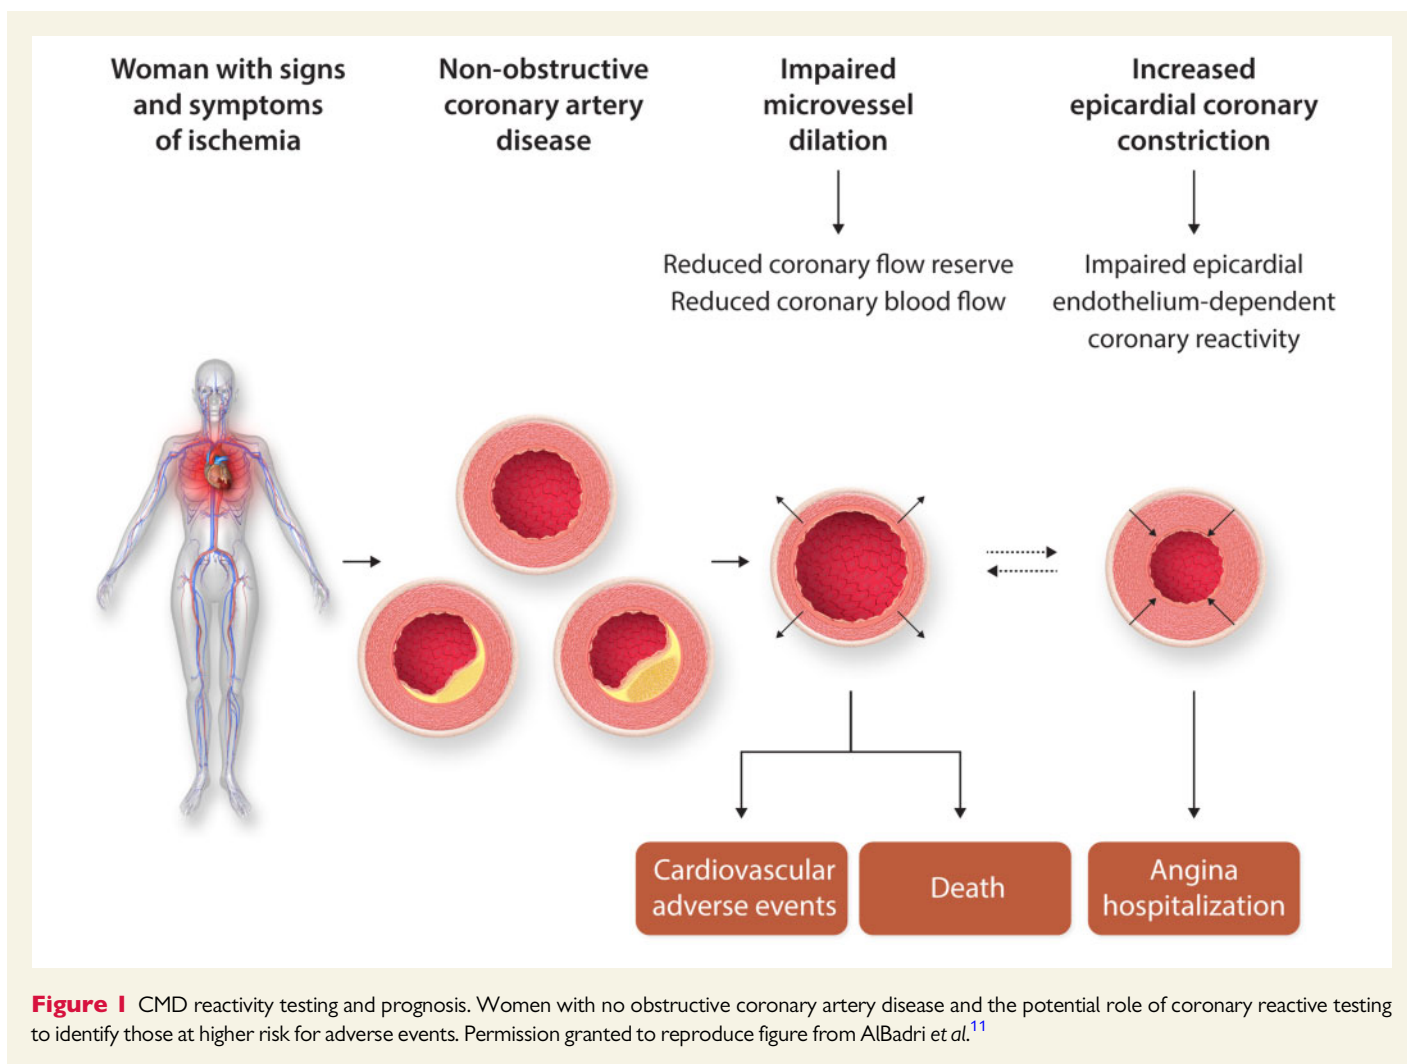 Woman with signs
and symptoms
of ischemia
Non-obstructive
coronary artery
disease
Impaired
microvessel
dilation
Increased
epicardial coronary
constriction
Reduced coronary flow reserve
Reduced coronary blood flow
Impaired epicardial
endothelium-dependent
coronary reactivity
Cardiovascular
adverse events
Death
Angina
hospitalization
Figure 1 CMD reactivity testing and prognosis. Women with no obstructive coronary artery disease and the potential role of coronary reactive testing
to identify those at higher risk for adverse events. Permission granted to reproduce figure from AlBadri et al.11